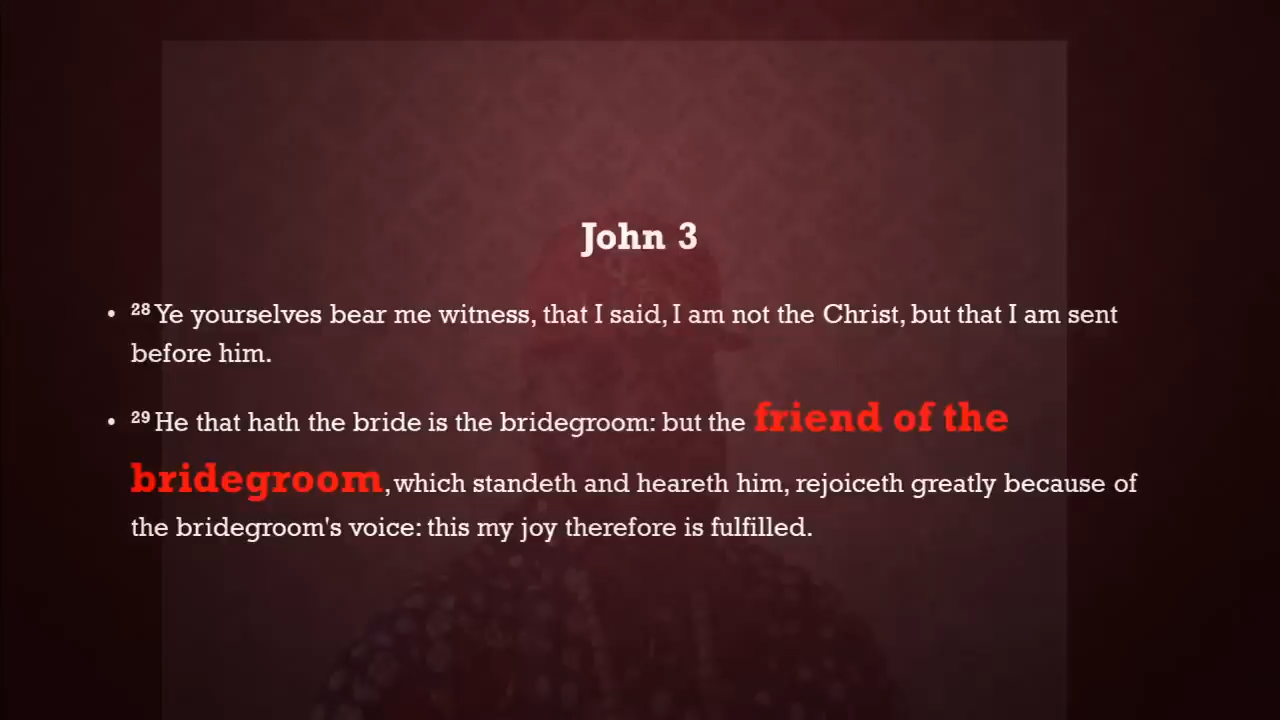 John 3
• 28 Ye yourselves bear me witness, that I said, I am not the Christ, but that I am sent
before him.
• 29 He that hath the bride is the bridegroom: but the friend of the
bridegroom, which standeth and heareth him, rejoiceth greatly because of
the bridegroom's voice: this my joy therefore is fulfilled.